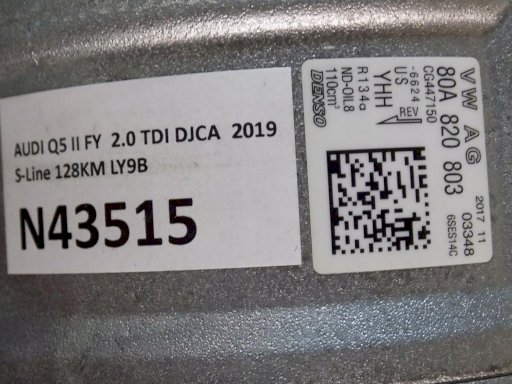 AUDI Q5 II FY 2.0 TDI DJCA 2019
S-Line 128KM LY9B
N43515
VW AG 2017 11
80A 820 803 03348
CG447150 6SES14C
-6624 REV
US
YHH
R134a
ND-OIL8
110cm³
DENSO